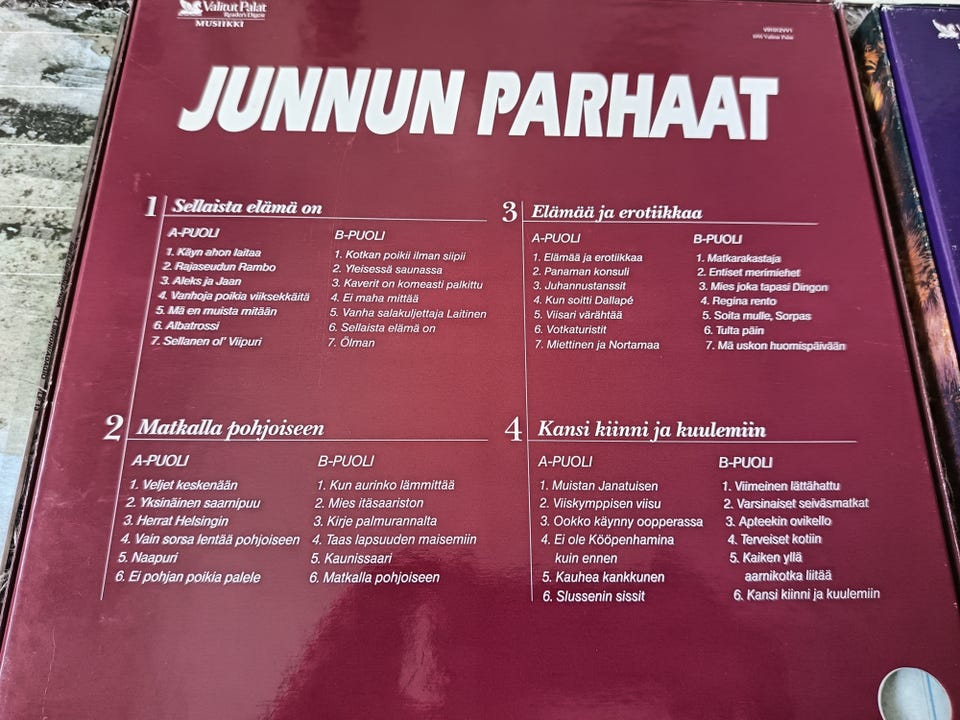 Valitut Palat
Reader's Digest
MUSIIKKI
1991 Valitut Palat
JUNNUN PARHAAT
1 Sellaista elämä on
A-PUOLI
1. Käyn ahon laitaa
2. Rajaseudun Rambo
3. Aleks ja Jaan
4. Vanhoja poikia viiksekkäitä
5. Mä en muista mitään
6. Albatrossi
7. Sellanen ol' Viipuri
B-PUOLI
1. Kotkan poikii ilman siipii
2. Yleisessä saunassa
3. Kaverit on komeasti palkittu
4. Ei maha mittää
5. Vanha salakuljettaja Laitinen
6. Sellaista elämä on
7. Ölman
2 Matkalla pohjoiseen
A-PUOLI
1. Veljet keskenään
2. Yksinäinen saarnipuu
3. Herrat Helsingin
4. Vain sorsa lentää pohjoiseen
5. Naapuri
6. Ei pohjan poikia palele
B-PUOLI
1. Kun aurinko lämmittää
2. Mies itäsaariston
3. Kirje palmurannalta
4. Taas lapsuuden maisemiin
5. Kaunissaari
6. Matkalla pohjoiseen
3 Elämää ja erotiikkaa
A-PUOLI
1. Elämää ja erotiikkaa
2. Panaman konsuli
3. Juhannustanssit
4. Kun soitti Dallapé
5. Viisari värähtää
6. Votkaturistit
7. Miettinen ja Nortamaa
B-PUOLI
1. Matkarakastaja
2. Entiset merimiehet
3. Mies joka tapasi Dingon
4. Regina rento
5. Soita mulle, Sorpas
6. Tulta päin
7. Mä uskon huomispäivään
4 Kansi kiinni ja kuulemiin
A-PUOLI
1. Muistan Janatuisen
2. Viiskymppisen viisu
3. Ookko käynny oopperassa
4. Ei ole Kööpenhamina
kuin ennen
5. Kauhea kankkunen
6. Slussenin sissit
B-PUOLI
1. Viimeinen lättähattu
2. Varsinaiset seiväsmatkat
3. Apteekin ovikello
4. Terveiset kotiin
5. Kaiken yllä
aarnikotka liitää
6. Kansi kiinni ja kuulemiin